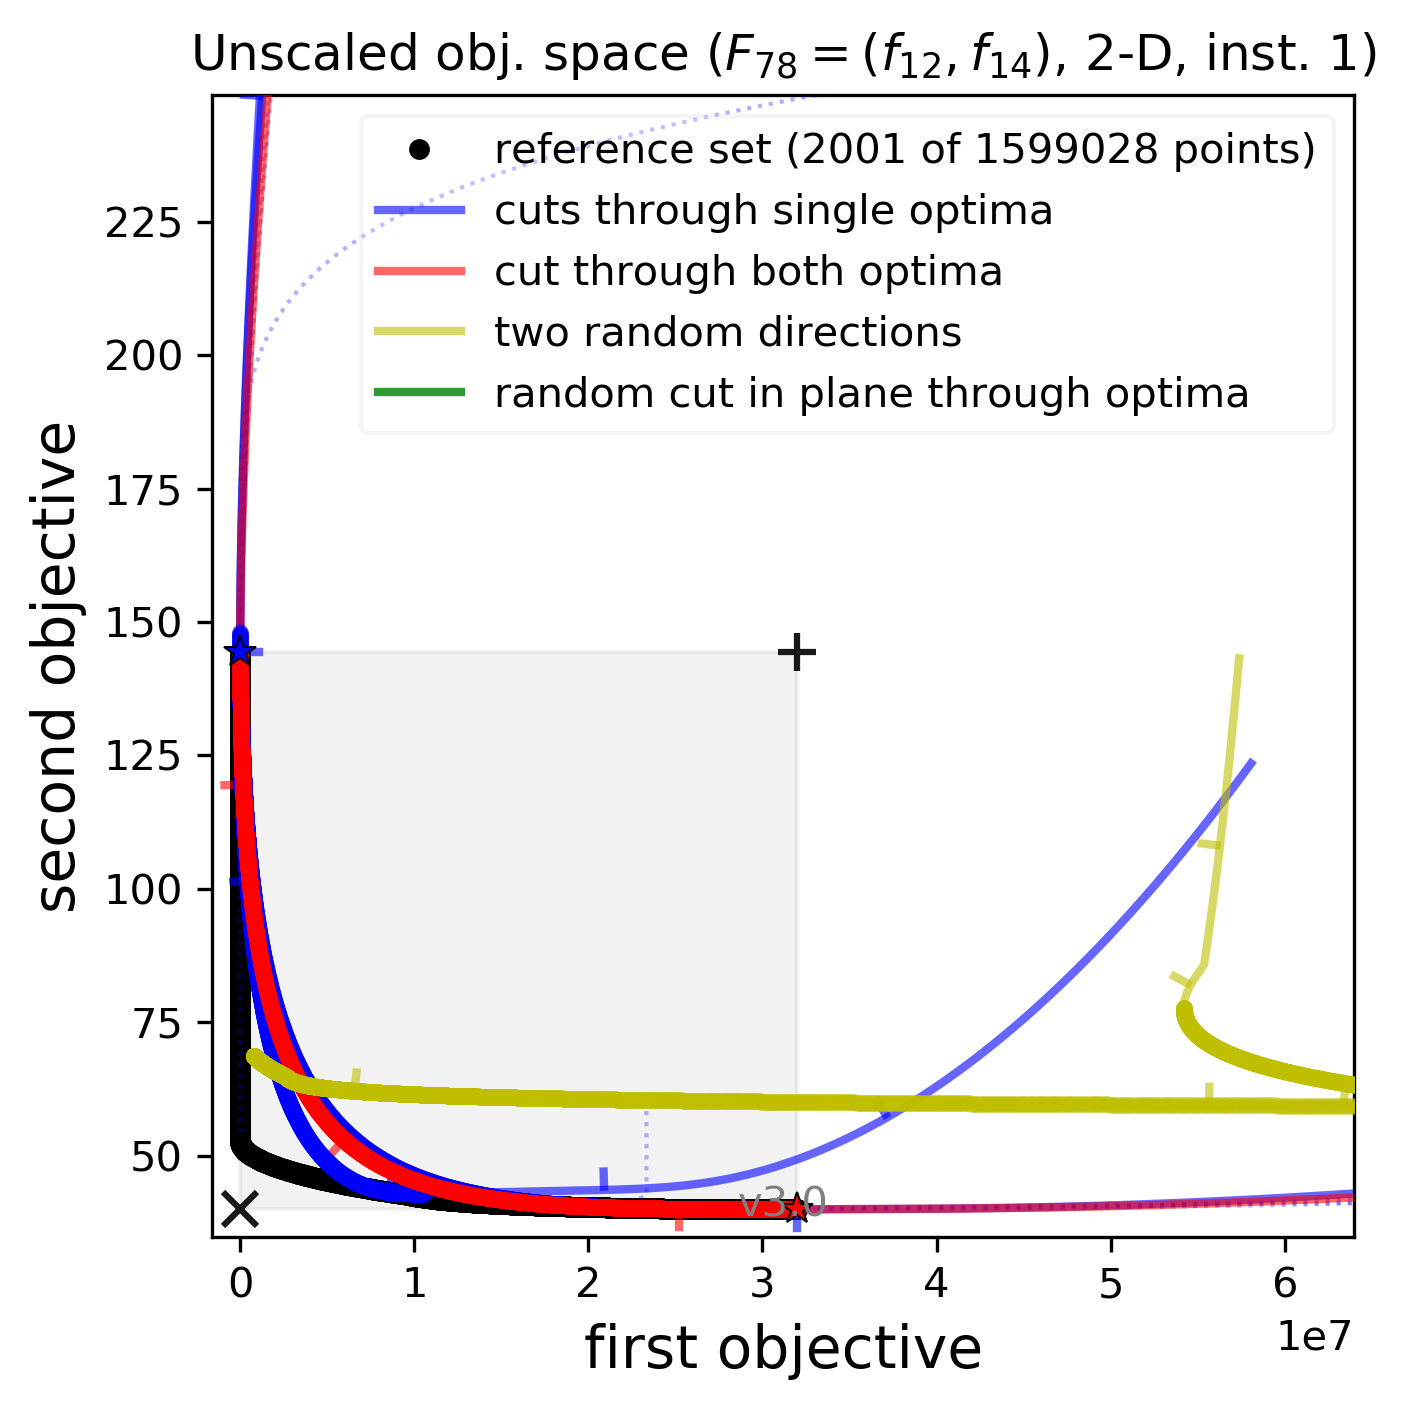 Unscaled obj. space (F₇₈ = (f₁₂, f₁₄), 2-D, inst. 1)
reference set (2001 of 1599028 points)
cuts through single optima
cut through both optima
two random directions
random cut in plane through optima
second objective
225
200
175
150
125
100
75
50
v3.0
0 1 2 3 4 5 6
1e7
first objective